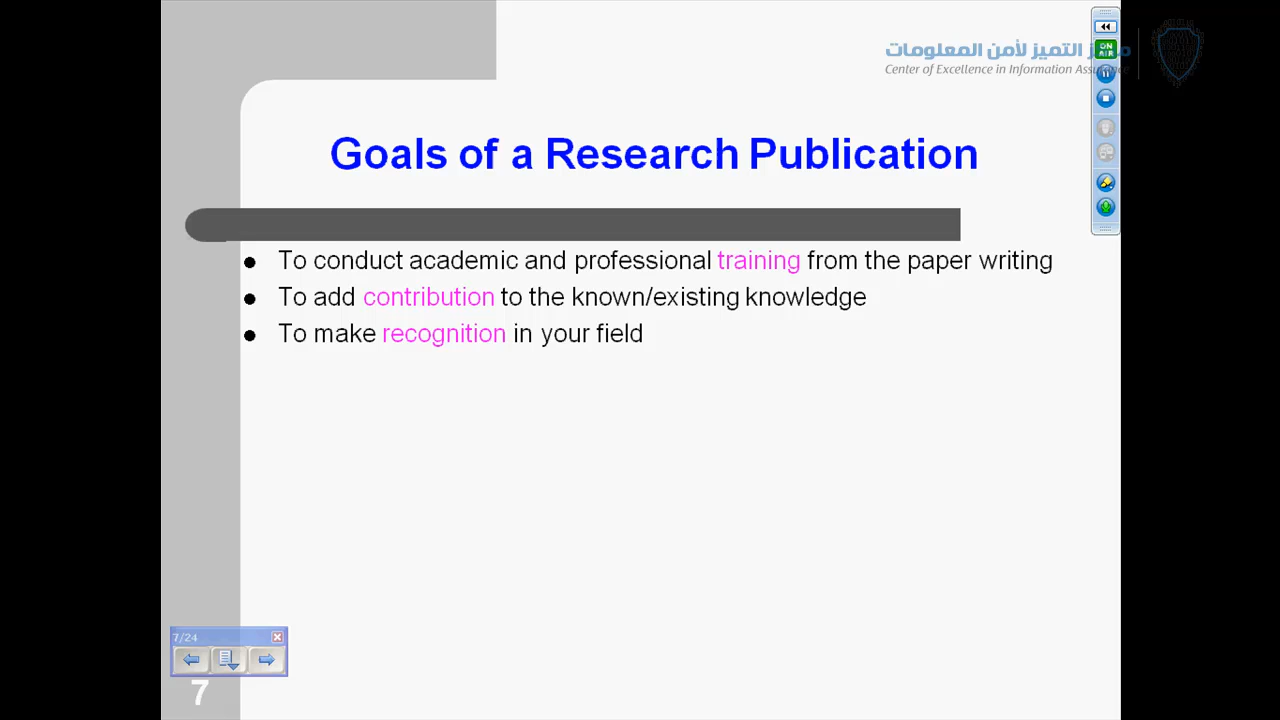 مركز التميز لأمن المعلومات
Center of Excellence in Information Assurance
ON AIR
Goals of a Research Publication
To conduct academic and professional training from the paper writing
To add contribution to the known/existing knowledge
To make recognition in your field
7/24
7